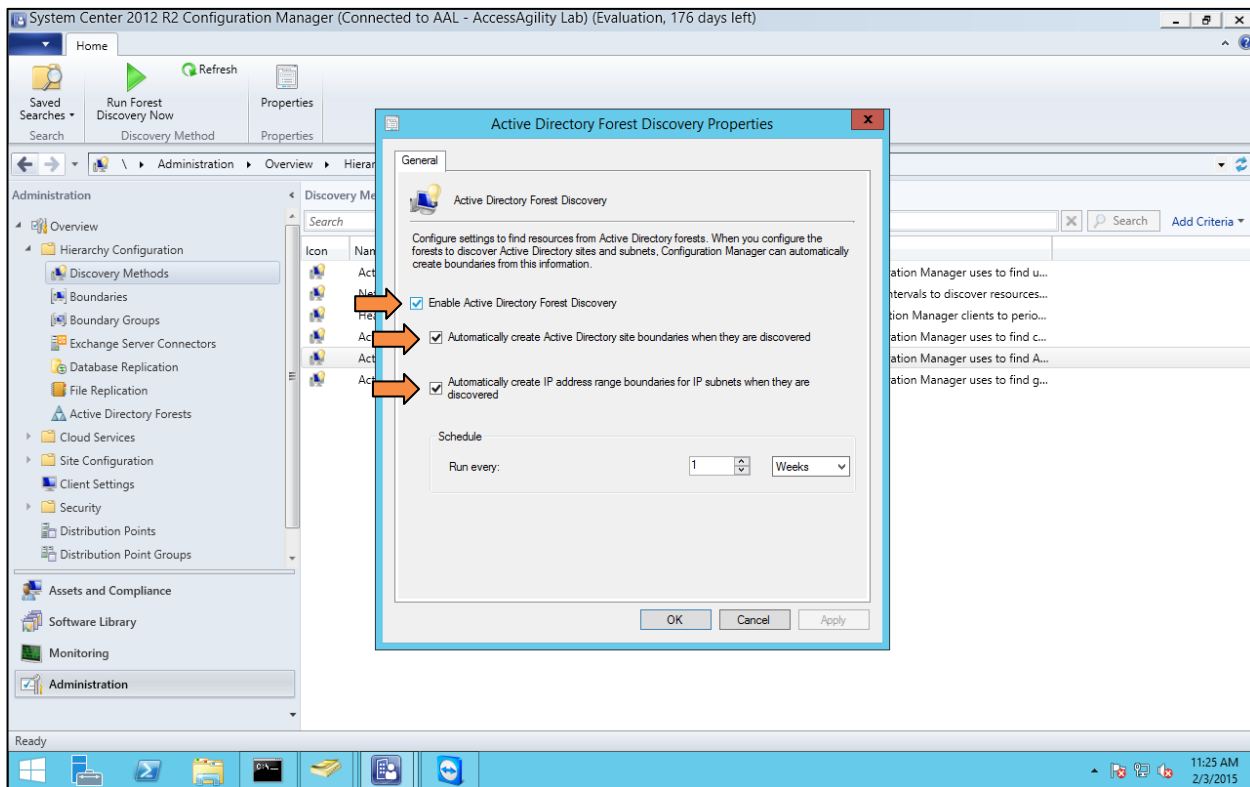 System Center 2012 R2 Configuration Manager (Connected to AAL - AccessAgility Lab) (Evaluation, 176 days left)
Home
Saved Searches
Run Forest Discovery Now
Refresh
Properties
Search
Discovery Method
Properties
\ Administration Overview Hierar
Administration
Overview
Hierarchy Configuration
Discovery Methods
Boundaries
Boundary Groups
Exchange Server Connectors
Database Replication
File Replication
Active Directory Forests
Cloud Services
Site Configuration
Client Settings
Security
Distribution Points
Distribution Point Groups
Assets and Compliance
Software Library
Monitoring
Administration
Discovery Me
Search
Search
Add Criteria
Icon Nan
Act
ation Manager uses to find u...
Net
ntervals to discover resources...
Hea
tion Manager clients to perio...
Act
ation Manager uses to find c...
Act
ation Manager uses to find A...
Act
ation Manager uses to find g...
Active Directory Forest Discovery Properties
General
Active Directory Forest Discovery
Configure settings to find resources from Active Directory forests. When you configure the
forests to discover Active Directory sites and subnets, Configuration Manager can automatically
create boundaries from this information.
Enable Active Directory Forest Discovery
Automatically create Active Directory site boundaries when they are discovered
Automatically create IP address range boundaries for IP subnets when they are
discovered
Schedule
Run every: 1 Weeks
OK Cancel Apply
Ready
11:25 AM
2/3/2015